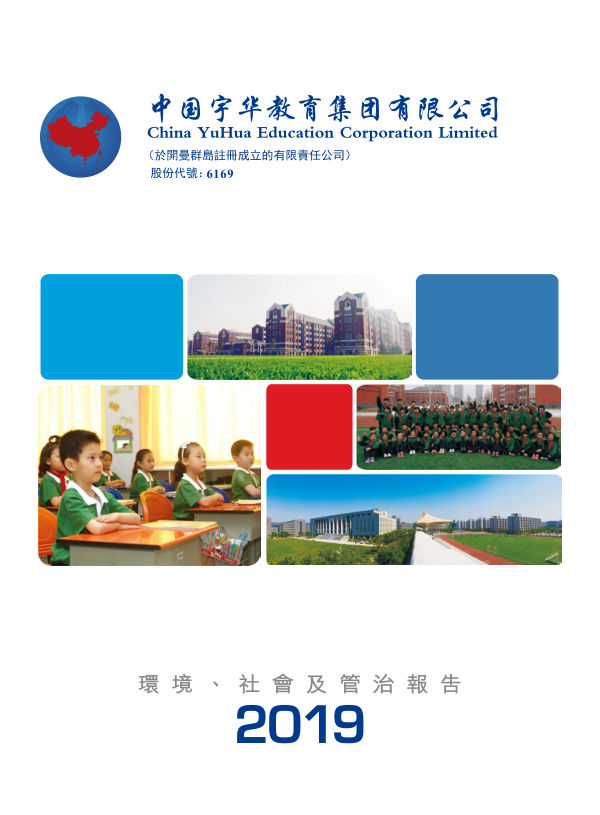 中国宇华教育集团有限公司
China YuHua Education Corporation Limited
（於開曼群島註冊成立的有限責任公司）
股份代號：6169
環境、社會及管治報告
2019